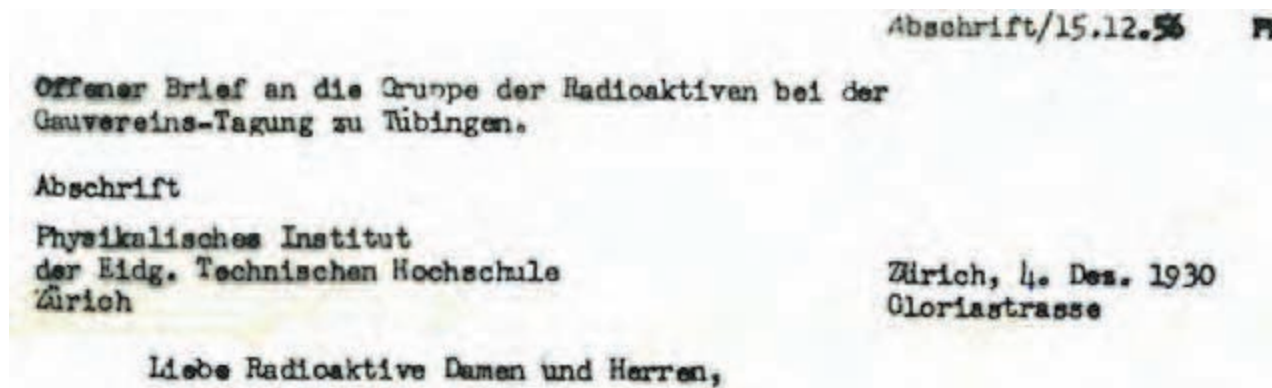 Abschrift/15.12.56
Offener Brief an die Gruppe der Radioaktiven bei der
Gauvereins-Tagung zu Tübingen.
Abschrift
Physikalisches Institut
der Eidg. Technischen Hochschule
Zürich
Zürich, 4. Des. 1930
Gloriastrasse
Liebe Radioaktive Damen und Herren,